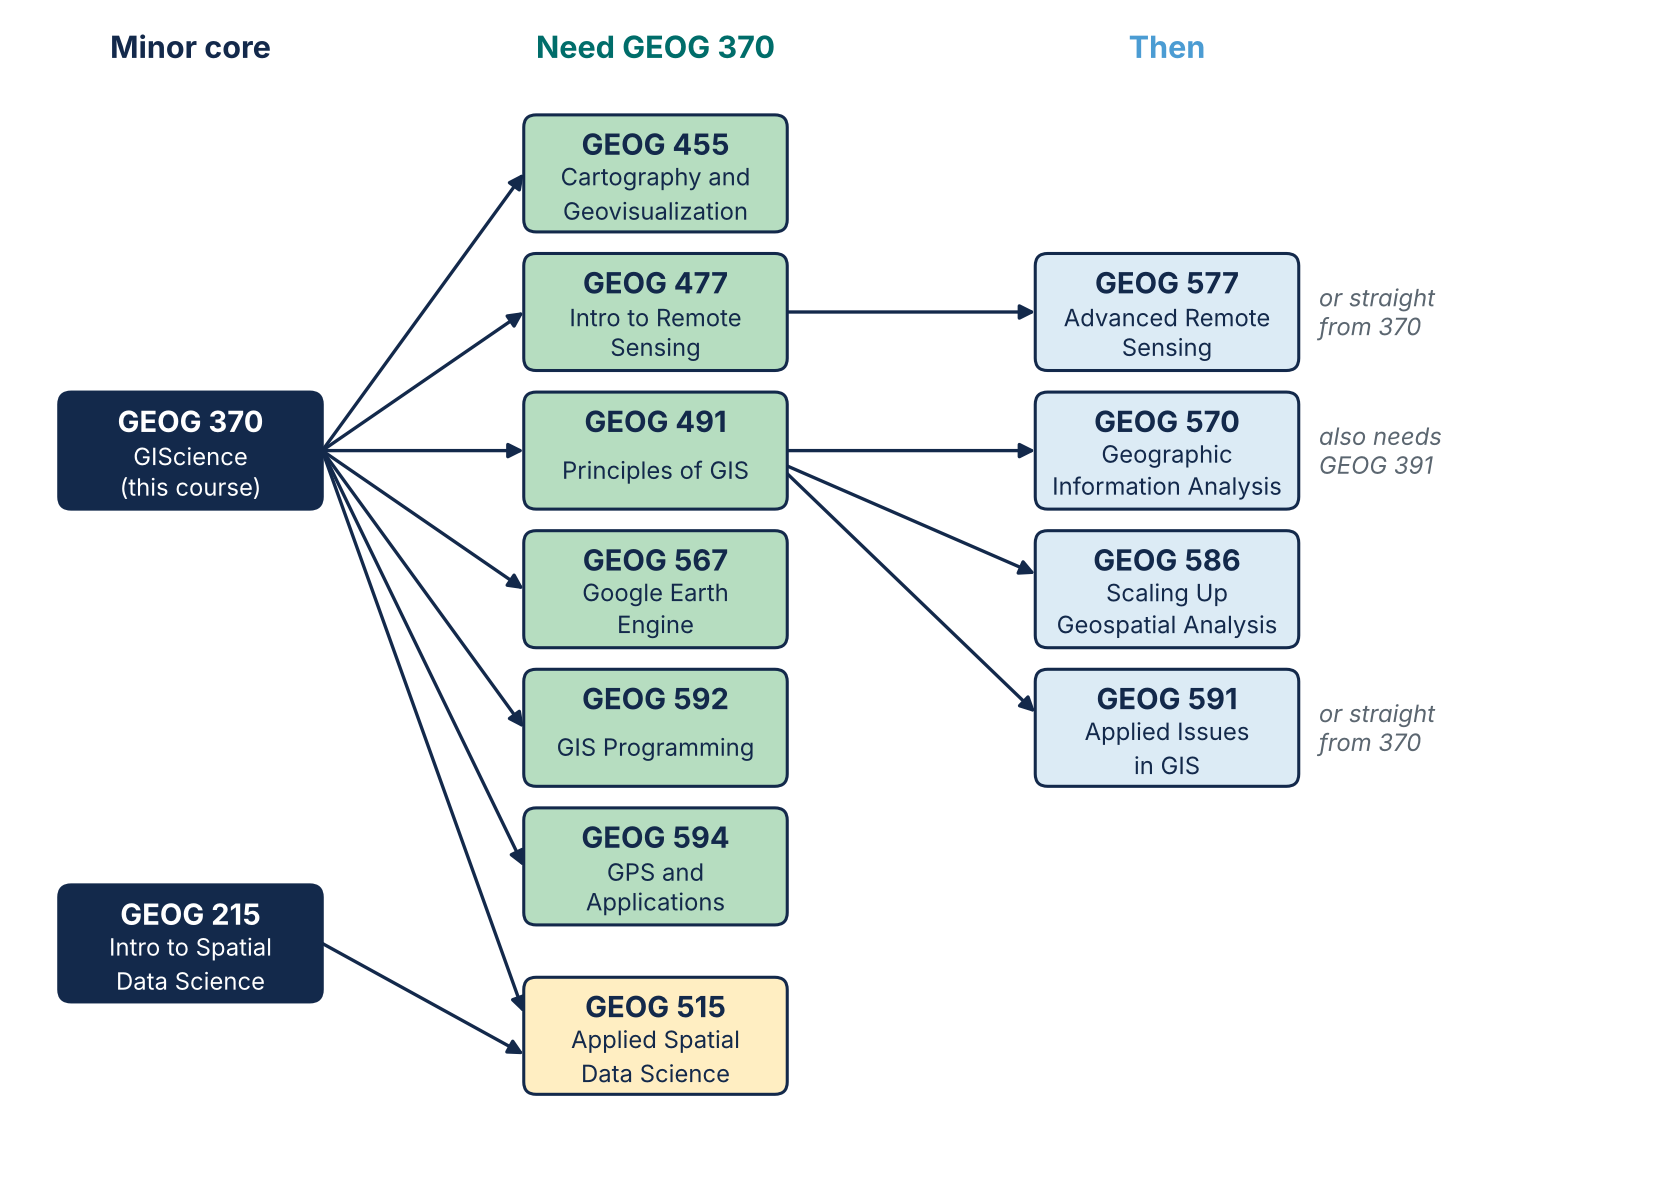 Minor core
Need GEOG 370
Then
GEOG 455
Cartography and
Geovisualization
GEOG 477
Intro to Remote
Sensing
GEOG 577
Advanced Remote
Sensing
or straight
from 370
GEOG 370
GIScience
(this course)
GEOG 491
Principles of GIS
GEOG 570
Geographic
Information Analysis
also needs
GEOG 391
GEOG 567
Google Earth
Engine
GEOG 586
Scaling Up
Geospatial Analysis
GEOG 592
GIS Programming
GEOG 591
Applied Issues
in GIS
or straight
from 370
GEOG 594
GPS and
Applications
GEOG 215
Intro to Spatial
Data Science
GEOG 515
Applied Spatial
Data Science